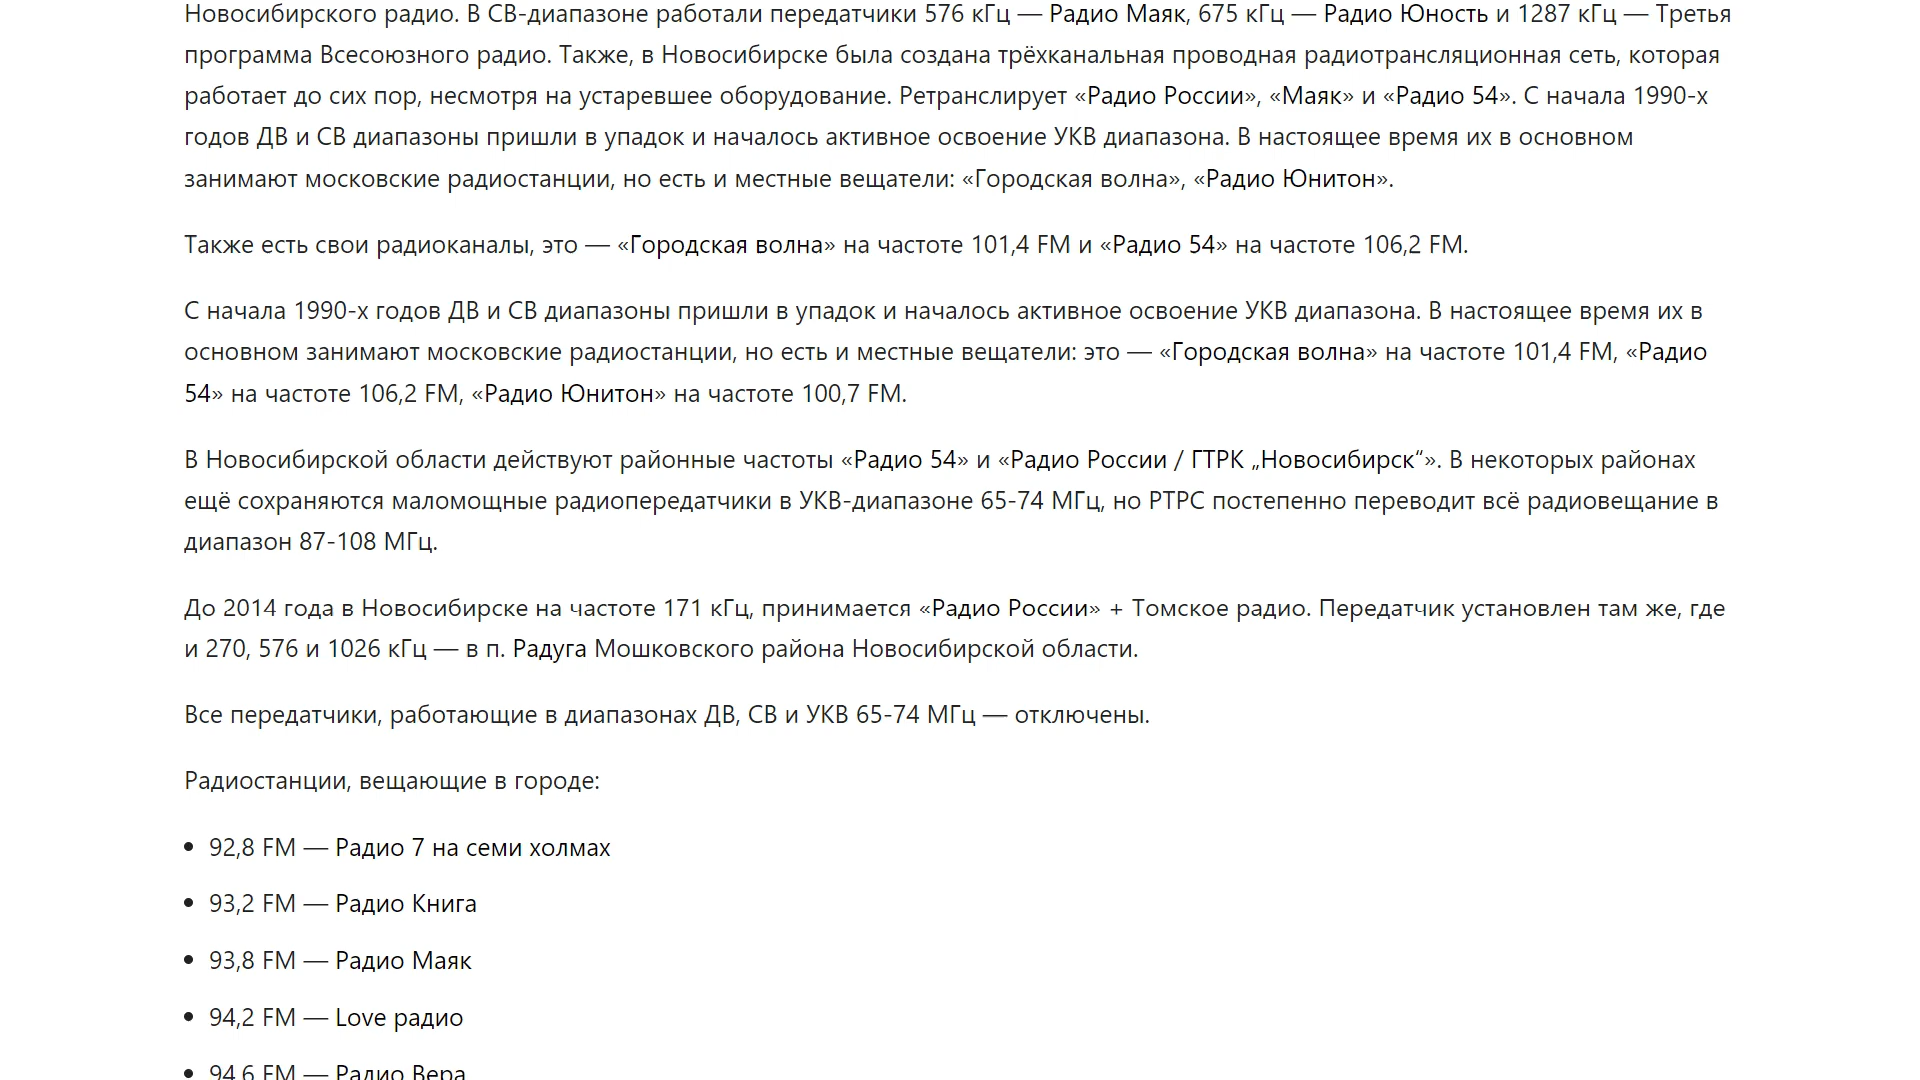 Новосибирского радио. В СВ-диапазоне работали передатчики 576 кГц — Радио Маяк, 675 кГц — Радио Юность и 1287 кГц — Третья
программа Всесоюзного радио. Также, в Новосибирске была создана трёхканальная проводная радиотрансляционная сеть, которая
работает до сих пор, несмотря на устаревшее оборудование. Ретранслирует «Радио России», «Маяк» и «Радио 54». С начала 1990-х
годов ДВ и СВ диапазоны пришли в упадок и началось активное освоение УКВ диапазона. В настоящее время их в основном
занимают московские радиостанции, но есть и местные вещатели: «Городская волна», «Радио Юнитон».
Также есть свои радиоканалы, это — «Городская волна» на частоте 101,4 FM и «Радио 54» на частоте 106,2 FM.
С начала 1990-х годов ДВ и СВ диапазоны пришли в упадок и началось активное освоение УКВ диапазона. В настоящее время их в
основном занимают московские радиостанции, но есть и местные вещатели: это — «Городская волна» на частоте 101,4 FM, «Радио
54» на частоте 106,2 FM, «Радио Юнитон» на частоте 100,7 FM.
В Новосибирской области действуют районные частоты «Радио 54» и «Радио России / ГТРК „Новосибирск“». В некоторых районах
ещё сохраняются маломощные радиопередатчики в УКВ-диапазоне 65-74 МГц, но РТРС постепенно переводит всё радиовещание в
диапазон 87-108 МГц.
До 2014 года в Новосибирске на частоте 171 кГц, принимается «Радио России» + Томское радио. Передатчик установлен там же, где
и 270, 576 и 1026 кГц — в п. Радуга Мошковского района Новосибирской области.
Все передатчики, работающие в диапазонах ДВ, СВ и УКВ 65-74 МГц — отключены.
Радиостанции, вещающие в городе:
• 92,8 FM — Радио 7 на семи холмах
• 93,2 FM — Радио Книга
• 93,8 FM — Радио Маяк
• 94,2 FM — Love радио
• 94,6 FM — Радио Вера